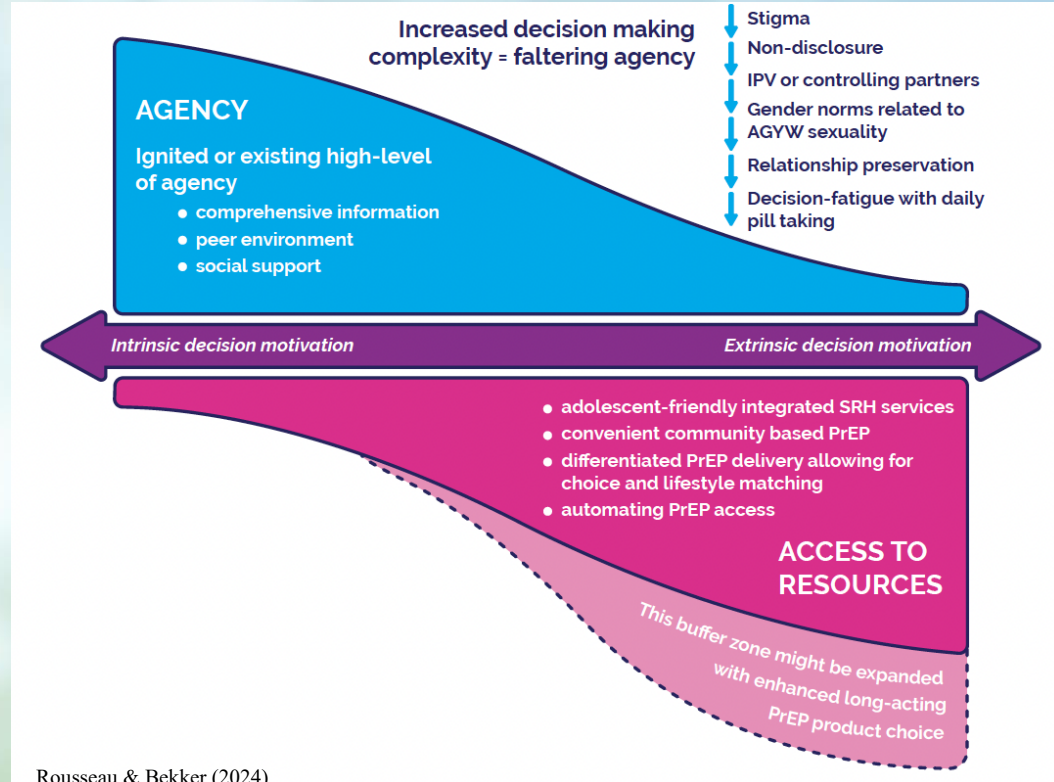 Increased decision making
complexity = faltering agency
Stigma
Non-disclosure
IPV or controlling partners
Gender norms related to
AGYW sexuality
Relationship preservation
Decision-fatigue with daily
pill taking
AGENCY
Ignited or existing high-level
of agency
• comprehensive information
• peer environment
• social support
Intrinsic decision motivation
Extrinsic decision motivation
• adolescent-friendly integrated SRH services
• convenient community based PrEP
• differentiated PrEP delivery allowing for
choice and lifestyle matching
• automating PrEP access
ACCESS TO
RESOURCES
This buffer zone might be expanded
with enhanced long-acting
PrEP product choice
Rousseau & Bekker (2024)